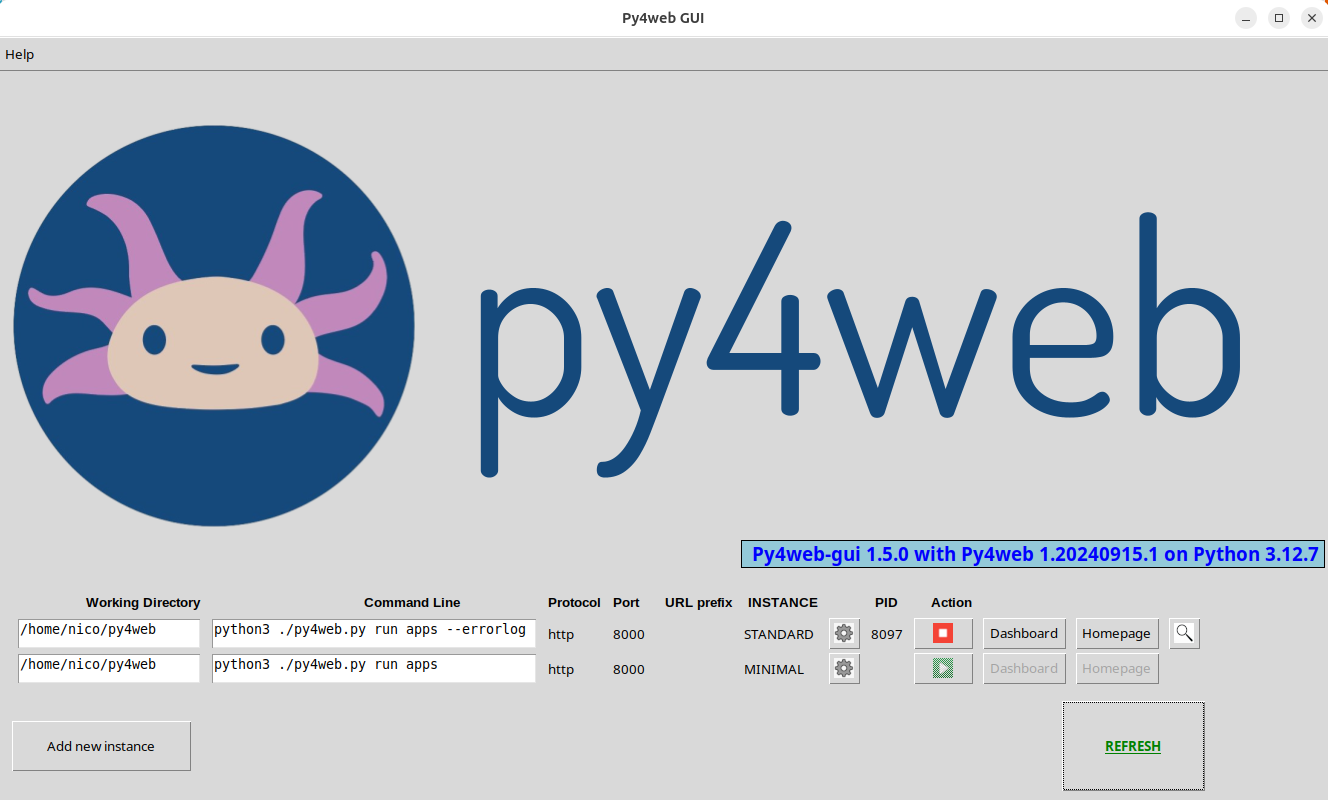 Py4web GUI
Help
py4web
Py4web-gui 1.5.0 with Py4web 1.20240915.1 on Python 3.12.7
Working Directory Command Line Protocol Port URL prefix INSTANCE PID Action
/home/nico/py4web python3 ./py4web.py run apps --errorlog http 8000 STANDARD 8097 Dashboard Homepage
/home/nico/py4web python3 ./py4web.py run apps http 8000 MINIMAL Dashboard Homepage
Add new instance REFRESH